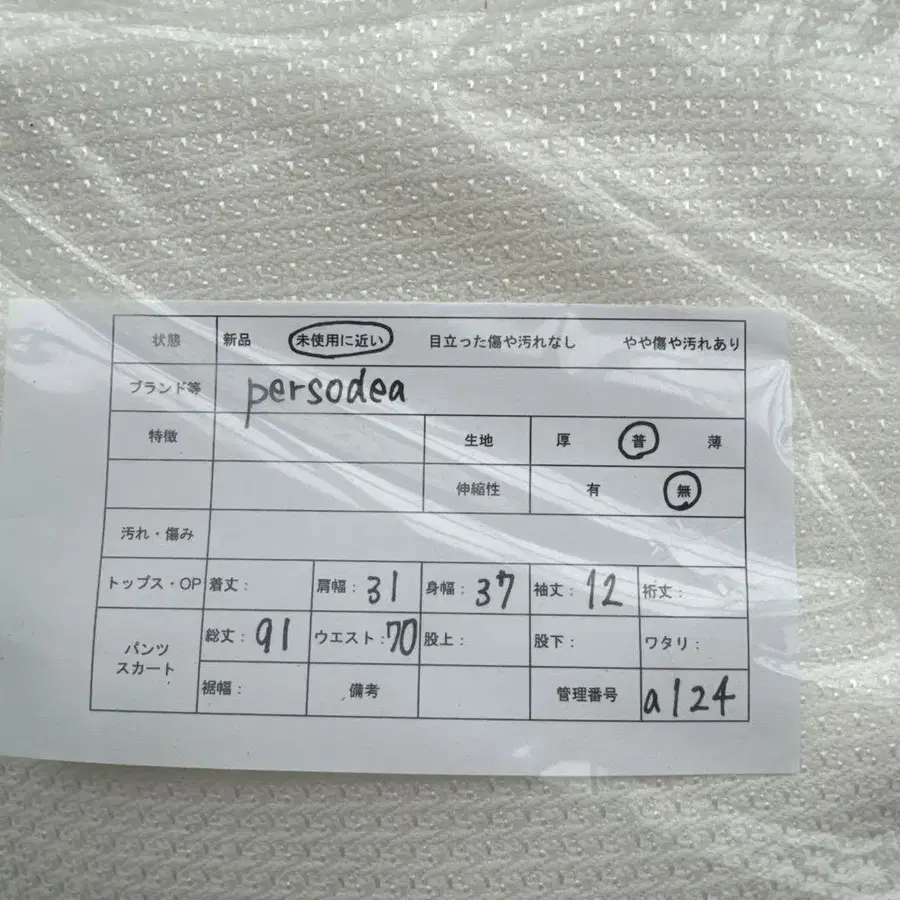 状態 新品 未使用に近い 目立った傷や汚れなし やや傷や汚れあり
ブランド等 persodea
特徴 生地 厚 普 薄
伸縮性 有 無
汚れ・傷み
トップス・OP 着丈: 肩幅: 31 身幅: 37 袖丈: 12 裄丈:
パンツ スカート 総丈: 91 ウエスト: 70 股上: 股下: ワタリ:
裾幅: 備考 管理番号 a124